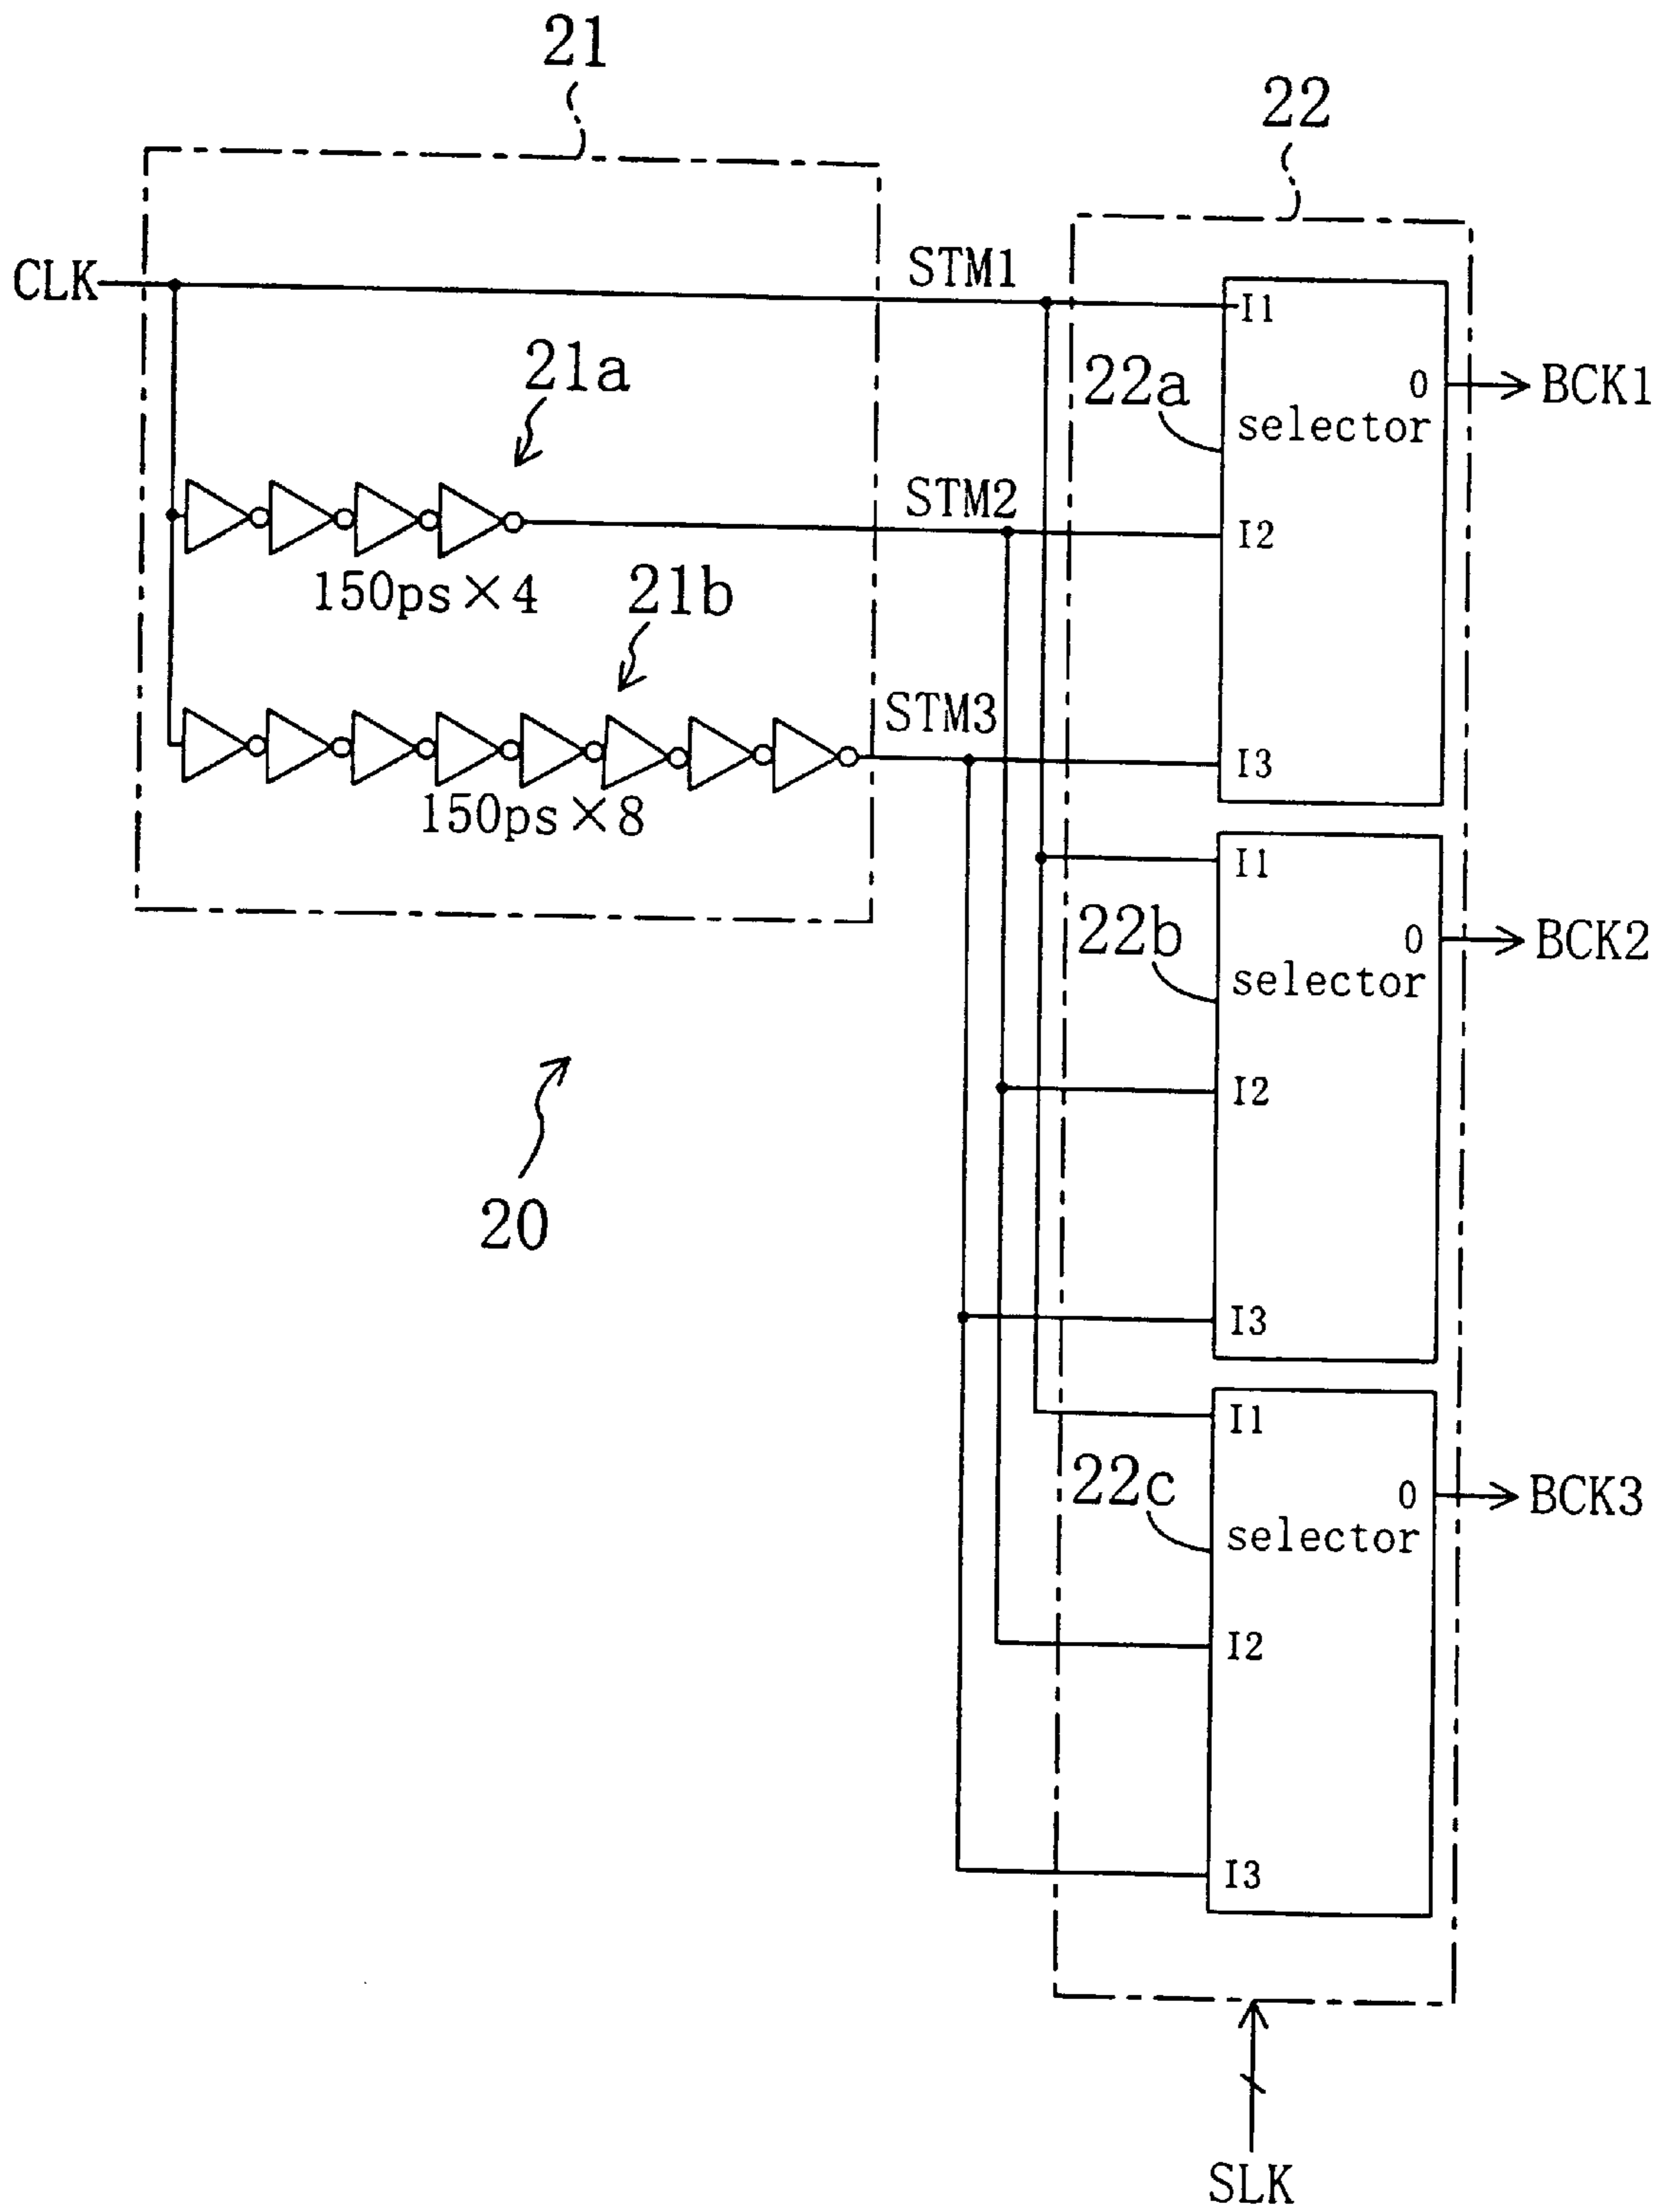 21
22
CLK
STM1
I1
21a
22a
0
BCK1
selector
STM2
I2
150ps×4
21b
STM3
I3
150ps×8
I1
22b
0
BCK2
selector
I2
20
I3
I1
22c
0
BCK3
selector
I2
I3
SLK